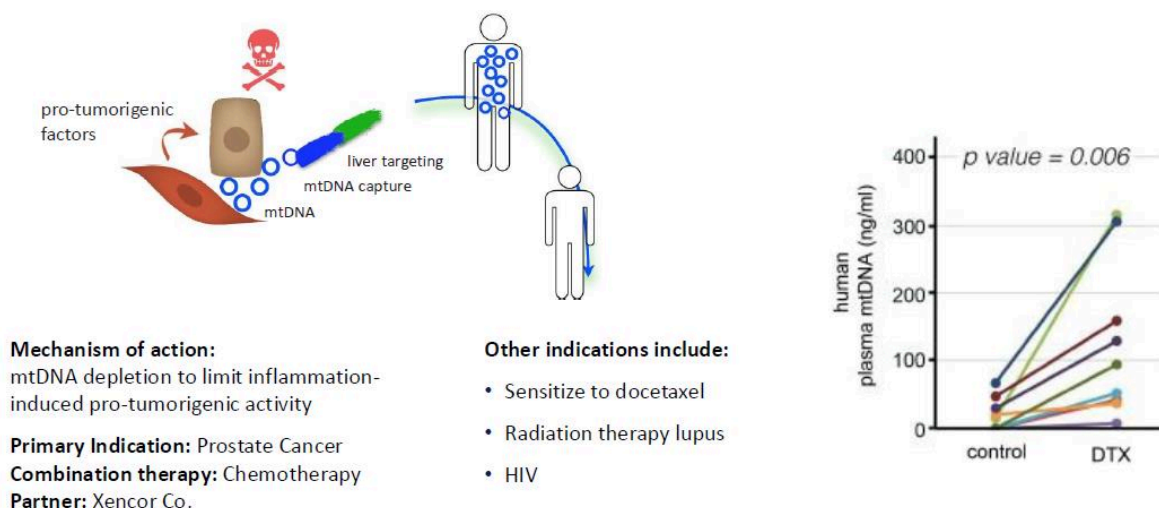 pro-tumorigenic
factors
liver targeting
mtDNA capture
mtDNA
Mechanism of action:
mtDNA depletion to limit inflammation-
induced pro-tumorigenic activity
Primary Indication: Prostate Cancer
Combination therapy: Chemotherapy
Partner: Xencor Co.
Other indications include:
• Sensitize to docetaxel
• Radiation therapy lupus
• HIV
human
plasma mtDNA (ng/ml)
400
300
200
100
0
p value = 0.006
control DTX